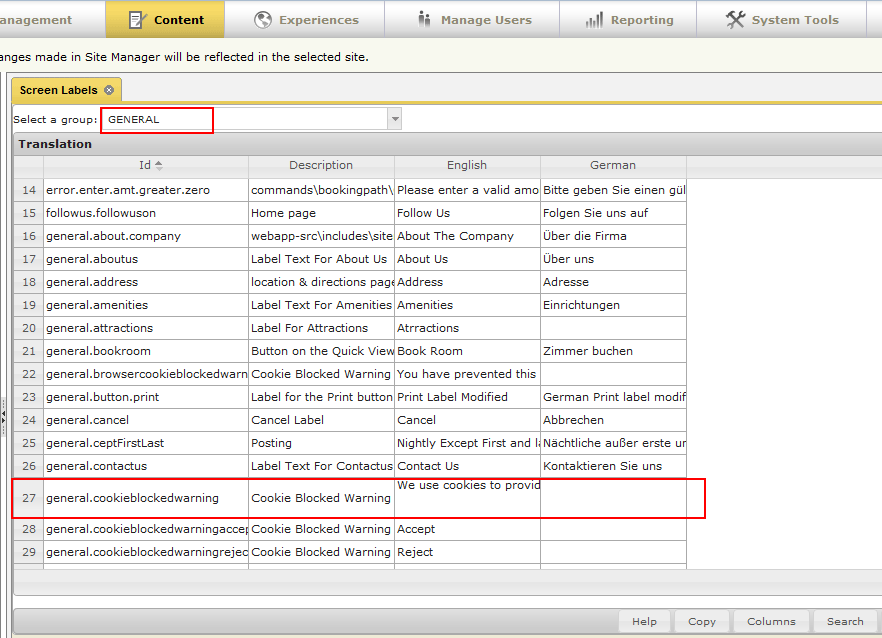 anagement Content Experiences Manage Users Reporting System Tools
anges made in Site Manager will be reflected in the selected site.
Screen Labels
Select a group: GENERAL
Translation
Id Description English German
14 error.enter.amt.greater.zero commands\bookingpath\ Please enter a valid amo Bitte geben Sie einen gül
15 followus.followuson Home page Follow Us Folgen Sie uns auf
16 general.about.company webapp-src\includes\site About The Company Über die Firma
17 general.aboutus Label Text For About Us About Us Über uns
18 general.address location & directions page Address Adresse
19 general.amenities Label Text For Amenities Amenities Einrichtungen
20 general.attractions Label For Attractions Atrractions
21 general.bookroom Button on the Quick View Book Room Zimmer buchen
22 general.browsercookieblockedwarn Cookie Blocked Warning You have prevented this
23 general.button.print Label for the Print button Print Label Modified German Print label modif
24 general.cancel Cancel Label Cancel Abbrechen
25 general.ceptFirstLast Posting Nightly Except First and la Nächtliche außer erste un
26 general.contactus Label Text For Contactus Contact Us Kontaktieren Sie uns
27 general.cookieblockedwarning Cookie Blocked Warning We use cookies to provid
28 general.cookieblockedwarningaccep Cookie Blocked Warning Accept
29 general.cookieblockedwarningrejec Cookie Blocked Warning Reject
Help Copy Columns Search